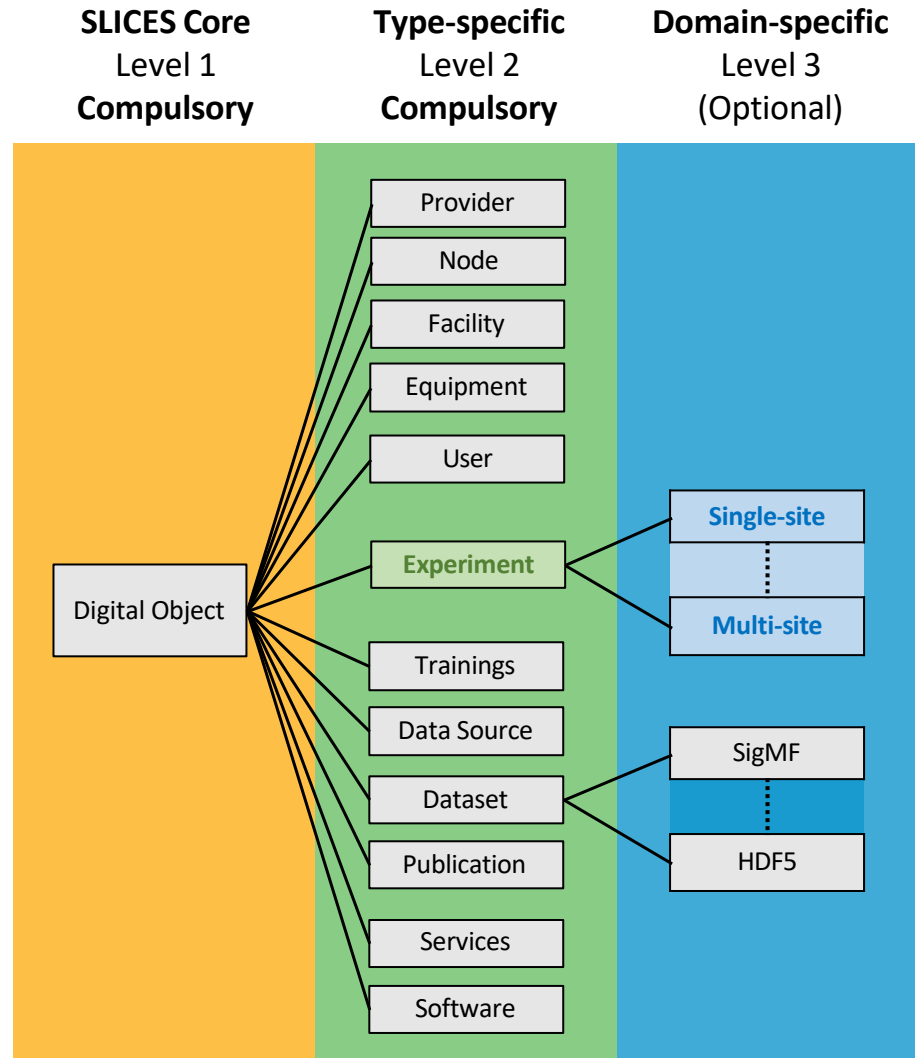 SLICES Core
Level 1
Compulsory
Type-specific
Level 2
Compulsory
Domain-specific
Level 3
(Optional)
Digital Object
Provider
Node
Facility
Equipment
User
Experiment
Trainings
Data Source
Dataset
Publication
Services
Software
Single-site
Multi-site
SigMF
HDF5